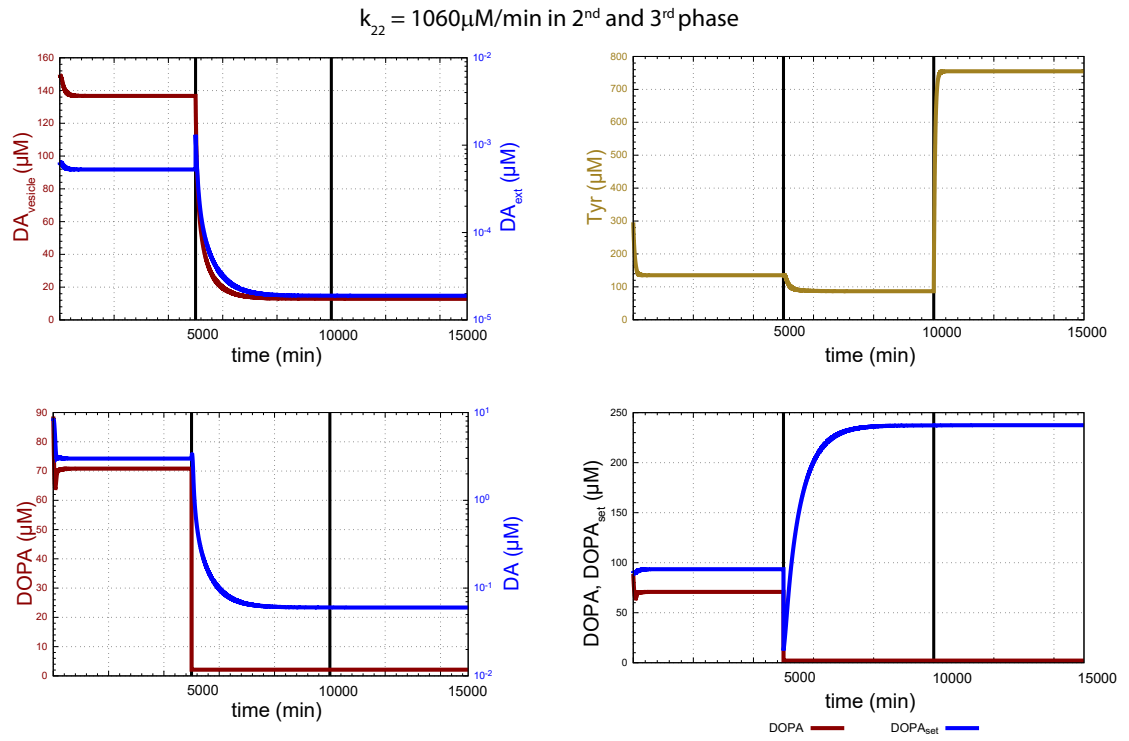 k22 = 1060μM/min in 2nd and 3rd phase
160
140
120
100
80
60
40
20
0
DAvesicle (μM)
10-2
10-3
10-4
10-5
DAext (μM)
5000 10000 15000
time (min)
800
700
600
500
400
300
200
100
0
Tyr (μM)
5000 10000 15000
time (min)
90
80
70
60
50
40
30
20
10
0
DOPA (μM)
101
100
10-1
10-2
DA (μM)
5000 10000 15000
time (min)
250
200
150
100
50
0
DOPA, DOPAset (μM)
5000 10000 15000
time (min)
DOPA DOPAset